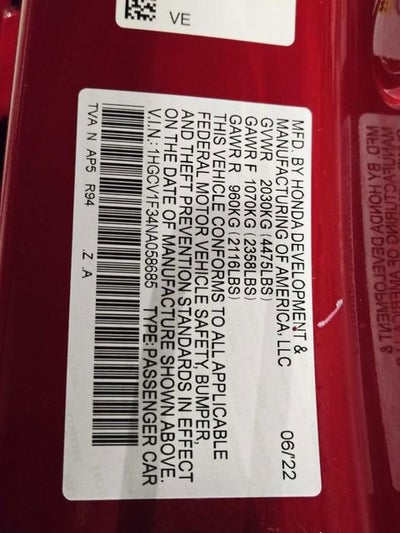 VE
MFD. BY HONDA DEVELOPMENT &
MANUFACTURING OF AMERICA, LLC
06/'22
GVWR 2030KG (4475LBS)
GAWR F 1070KG (2358LBS)
GAWR R 960KG (2118LBS)
THIS VEHICLE CONFORMS TO ALL APPLICABLE
FEDERAL MOTOR VEHICLE SAFETY, BUMPER,
AND THEFT PREVENTION STANDARDS IN EFFECT
ON THE DATE OF MANUFACTURE SHOWN ABOVE.
V.I.N.: 1HGCV1F34NA058685 TYPE:PASSENGER CAR
TVA N AP5 R94 .Z .A